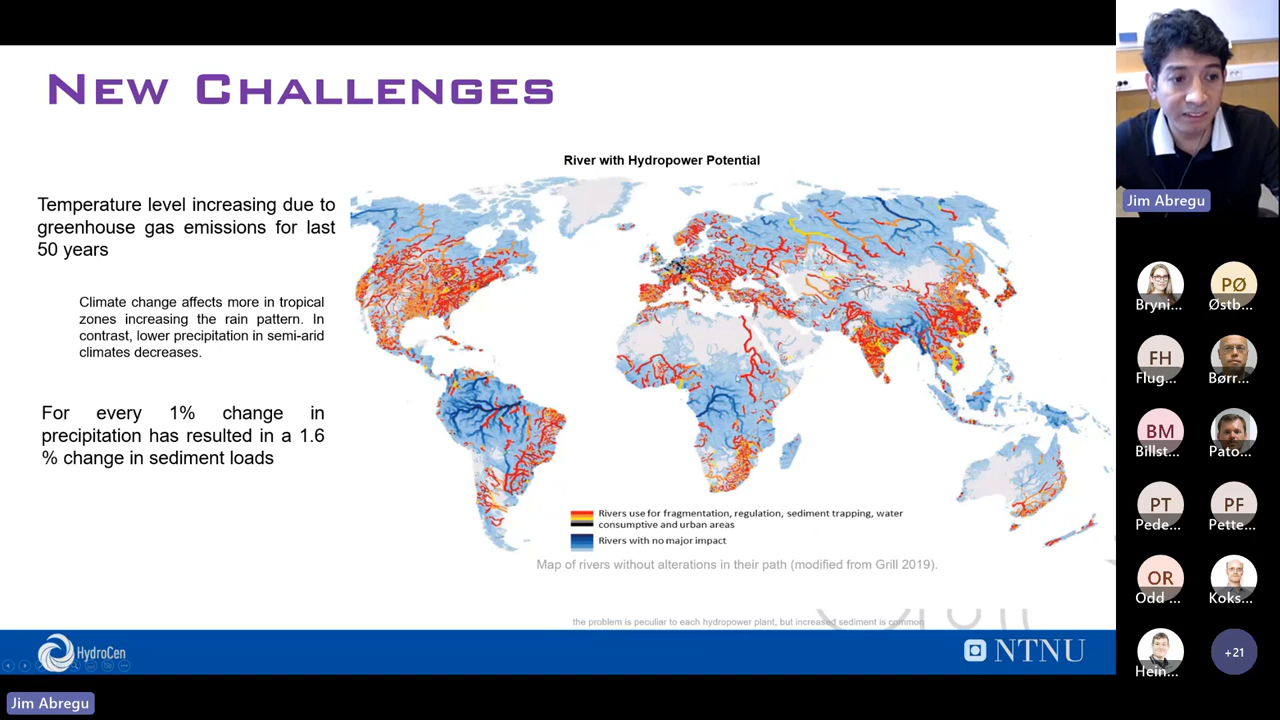 NEW CHALLENGES
River with Hydropower Potential
Temperature level increasing due to
greenhouse gas emissions for last
50 years
Climate change affects more in tropical
zones increasing the rain pattern. In
contrast, lower precipitation in semi-arid
climates decreases.
For every 1% change in
precipitation has resulted in a 1.6
% change in sediment loads
Rivers use for fragmentation, regulation, sediment trapping, water
consumptive and urban areas
Rivers with no major impact
Map of rivers without alterations in their path (modified from Grill 2019).
the problem is peculiar to each hydropower plant, but increased sediment is common
HydroCen
NTNU
Jim Abregu
Jim Abregu
Bryni...
PØ
Østb...
FH
Flug...
Børr...
BM
Billst...
Pato...
PT
Pede...
PF
Pette...
OR
Odd ...
Koks...
Hein...
+21